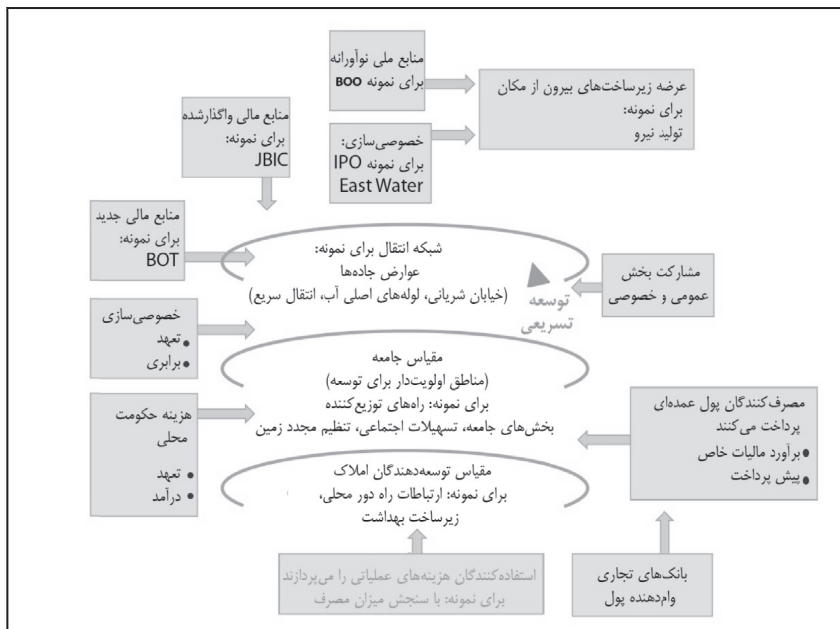 منابع ملی نوآورانه
برای نمونه BOO
عرضه زیرساخت‌های بیرون از مکان
برای نمونه:
تولید نیرو
منابع مالی واگذارشده
برای نمونه:
JBIC
خصوصی‌سازی:
برای نمونه IPO
East Water
منابع مالی جدید
برای نمونه:
BOT
شبکه انتقال برای نمونه:
عوارض جاده‌ها
(خیابان شریانی، لوله‌های اصلی آب، انتقال سریع)
توسعه
تسریعی
مشارکت بخش
عمومی و خصوصی
خصوصی‌سازی
• تعهد
• برابری
مقیاس جامعه
(مناطق اولویت‌دار برای توسعه)
برای نمونه: راه‌های توزیع‌کننده
بخش‌های جامعه، تسهیلات اجتماعی، تنظیم مجدد زمین
مصرف‌کنندگان پول عمده‌ای
پرداخت می‌کنند
• برآورد مالیات خاص
• پیش پرداخت
هزینه حکومت
محلی
• تعهد
• درآمد
مقیاس توسعه‌دهندگان املاک
برای نمونه: ارتباطات راه دور محلی،
زیرساخت بهداشت
استفاده‌کنندگان هزینه‌های عملیاتی را می‌پردازند
برای نمونه: با سنجش میزان مصرف
بانک‌های تجاری
وام‌دهنده پول